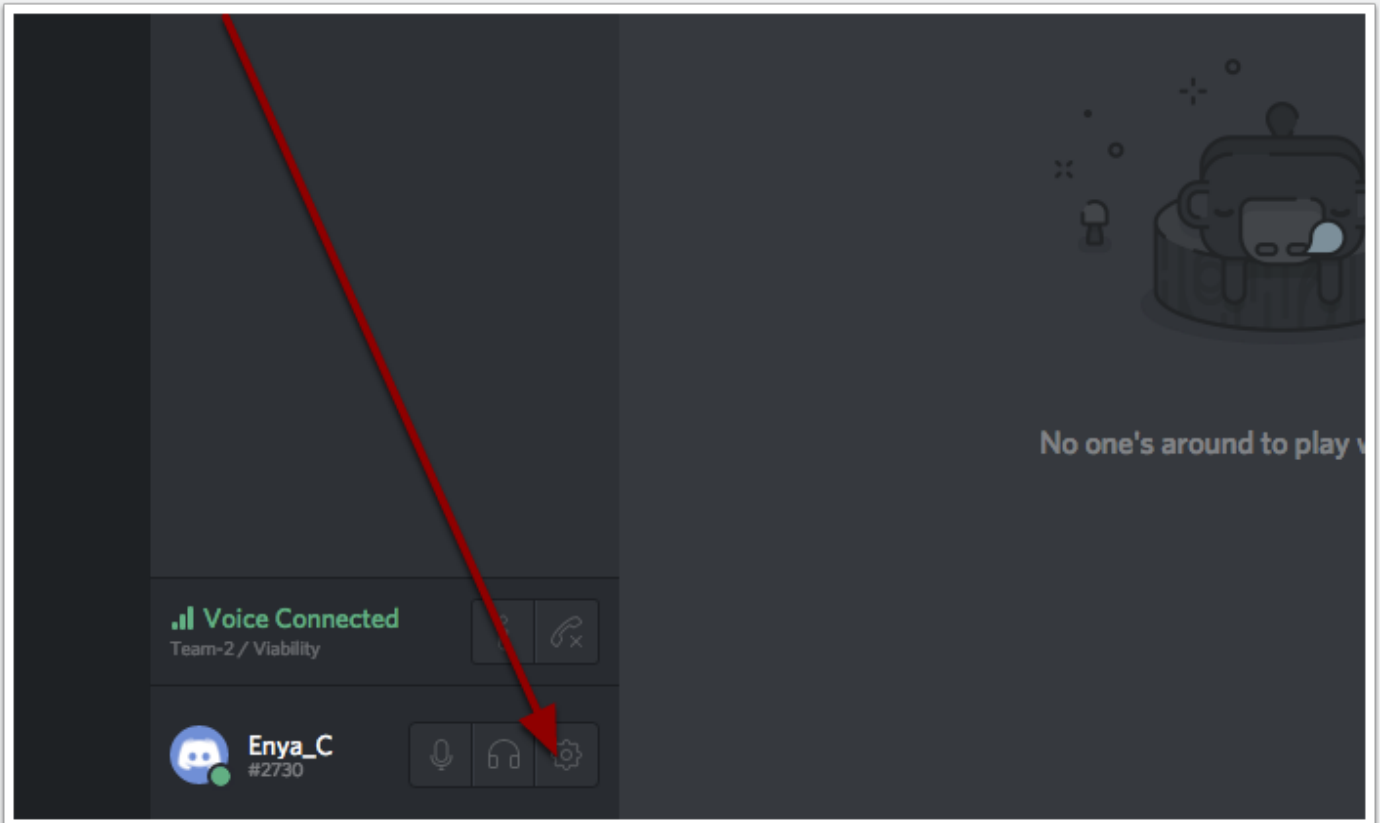 No one's around to play
Voice Connected
Team-2 / Viability
Enya_C
#2730